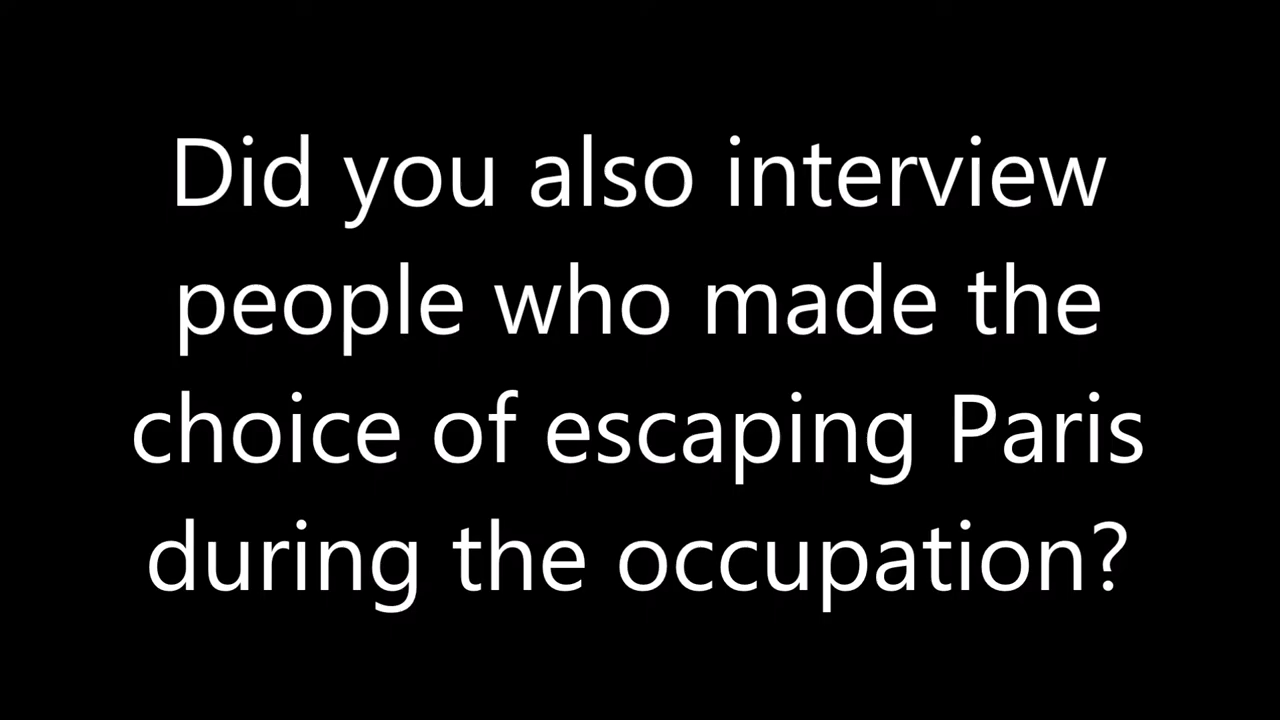 Did you also interview
people who made the
choice of escaping Paris
during the occupation?